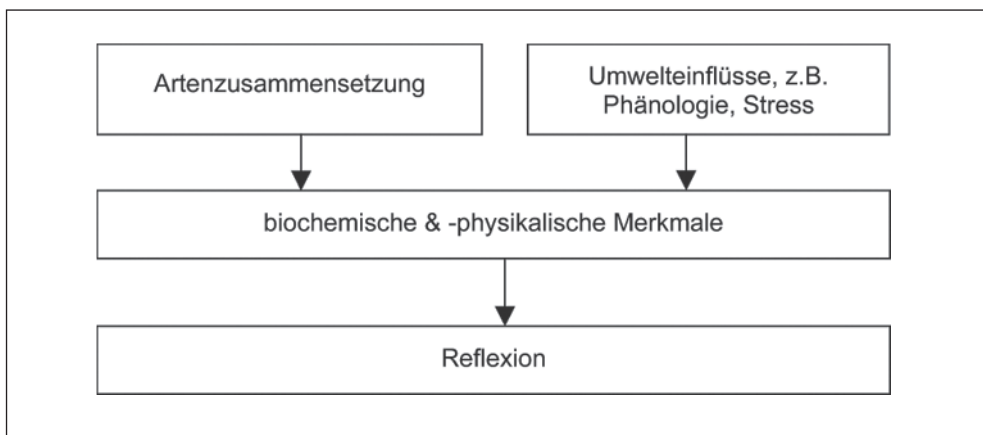 Artenzusammensetzung
Umwelteinflüsse, z.B.
Phänologie, Stress
biochemische & -physikalische Merkmale
Reflexion